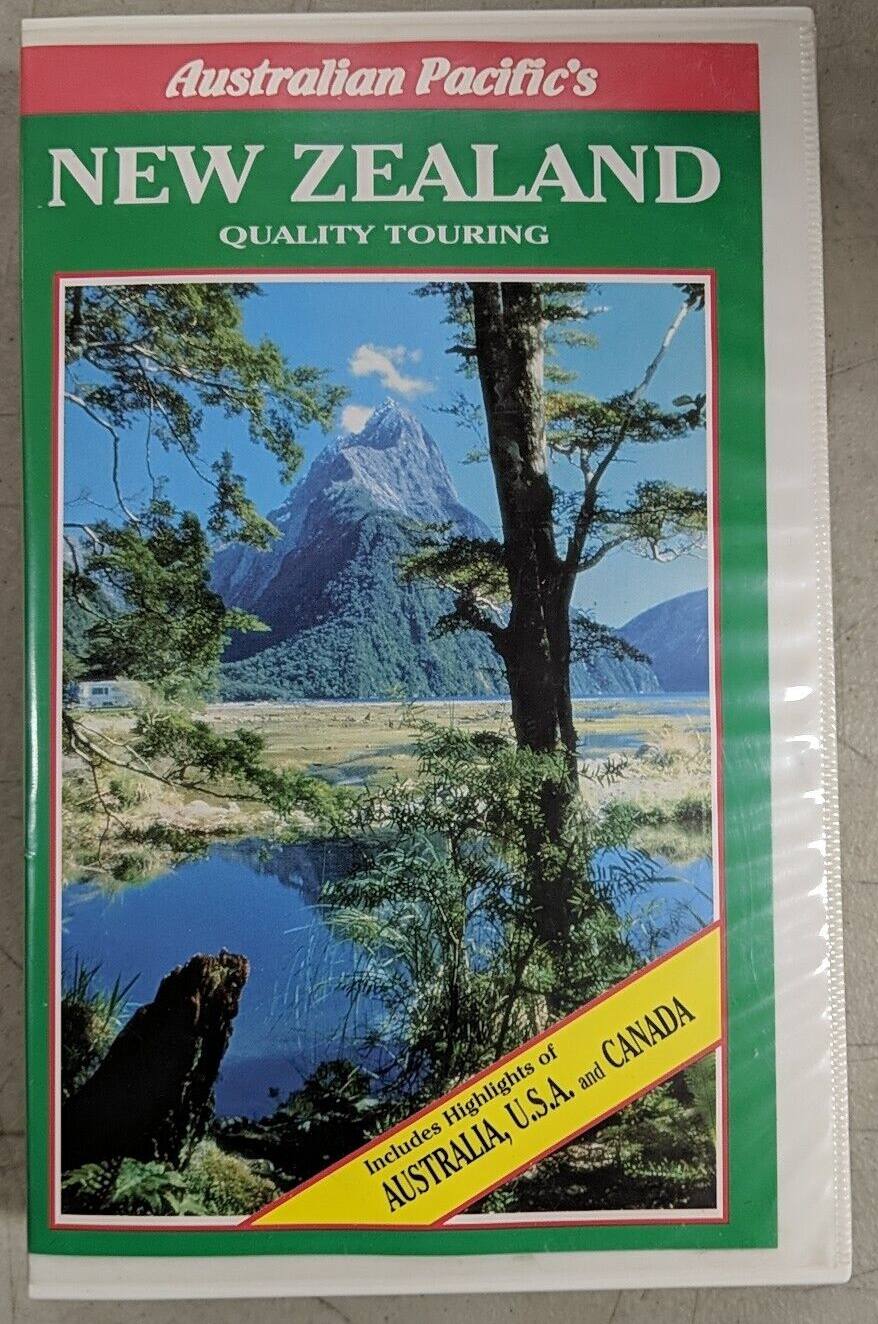 Australian Pacific's
NEW ZEALAND
QUALITY TOURING
Includes Highlights of
AUSTRALIA, U.S.A. and CANADA